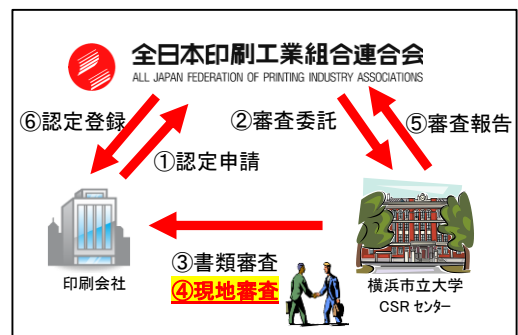 全日本印刷工業組合連合会
ALL JAPAN FEDERATION OF PRINTING INDUSTRY ASSOCIATIONS
⑥認定登録
②審査委託
⑤審査報告
①認定申請
印刷会社
③書類審査
④現地審査
横浜市立大学
CSR センター